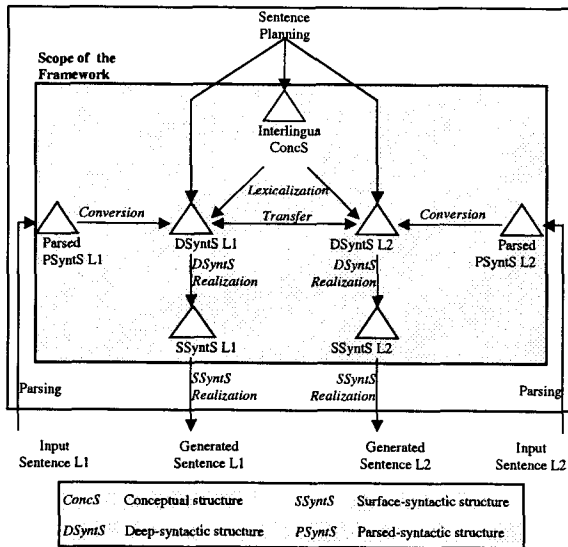 Sentence
Planning
Scope of the
Framework
Interlingua
ConcS
Lexicalization
Conversion
Transfer
Conversion
Parsed
PSyntS L1
DSyntS L1
DSyntS L2
Parsed
PSyntS L2
DSyntS
Realization
DSyntS
Realization
SSyntS L1
SSyntS L2
Parsing
SSyntS
Realization
SSyntS
Realization
Parsing
Input
Sentence L1
Generated
Sentence L1
Generated
Sentence L2
Input
Sentence L2
ConcS Conceptual structure SSyntS Surface-syntactic structure
DSyntS Deep-syntactic structure PSyntS Parsed-syntactic structure